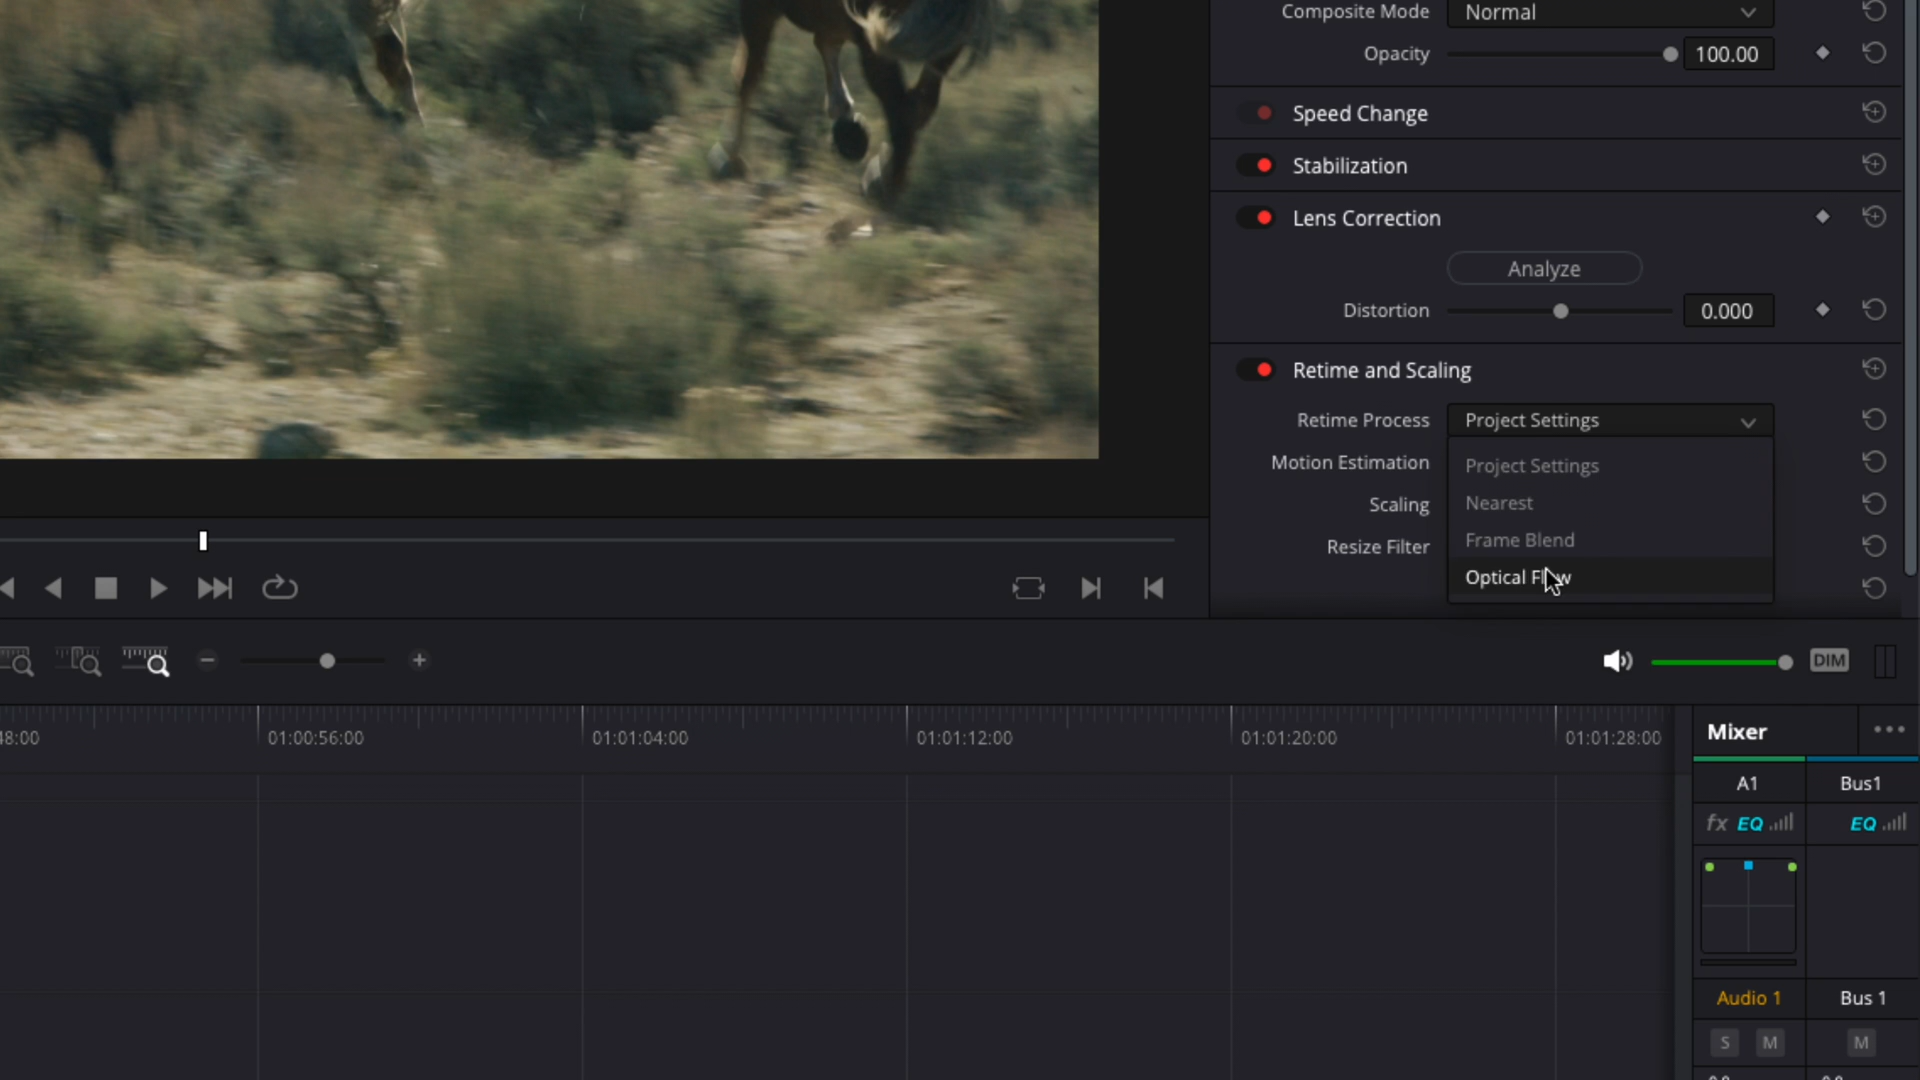 Composite Mode Normal
Opacity 100.00
Speed Change
Stabilization
Lens Correction
Analyze
Distortion 0.000
Retime and Scaling
Retime Process Project Settings
Project Settings
Motion Estimation
Nearest
Scaling
Frame Blend
Resize Filter
Optical Flow
DIM
48:00 01:00:56:00 01:01:04:00 01:01:12:00 01:01:20:00 01:01:28:00
Mixer
A1 Bus1
fx EQ EQ
Audio 1 Bus 1
S M M